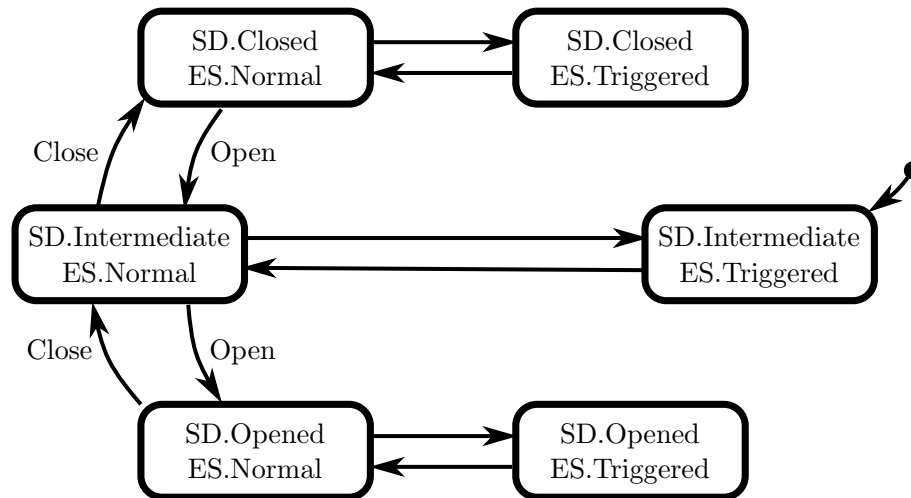 SD.Closed
ES.Normal
SD.Closed
ES.Triggered
Close
Open
SD.Intermediate
ES.Normal
SD.Intermediate
ES.Triggered
Close
Open
SD.Opened
ES.Normal
SD.Opened
ES.Triggered